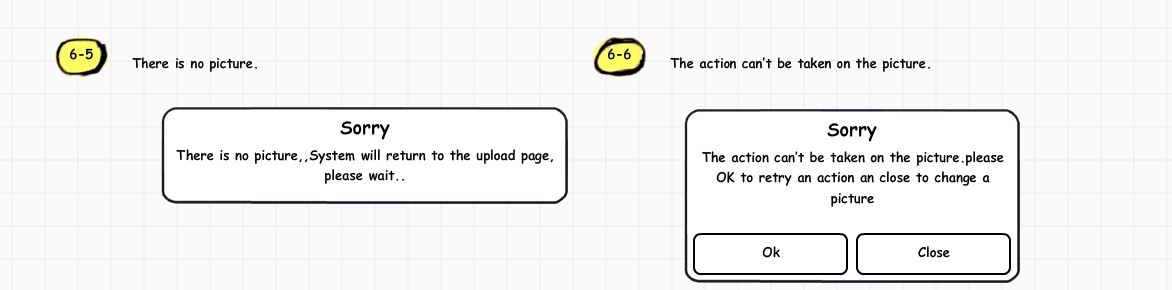 6-5
There is no picture.
Sorry
There is no picture,,System will return to the upload page,
please wait..
6-6
The action can't be taken on the picture.
Sorry
The action can't be taken on the picture.please
OK to retry an action an close to change a
picture
Ok
Close